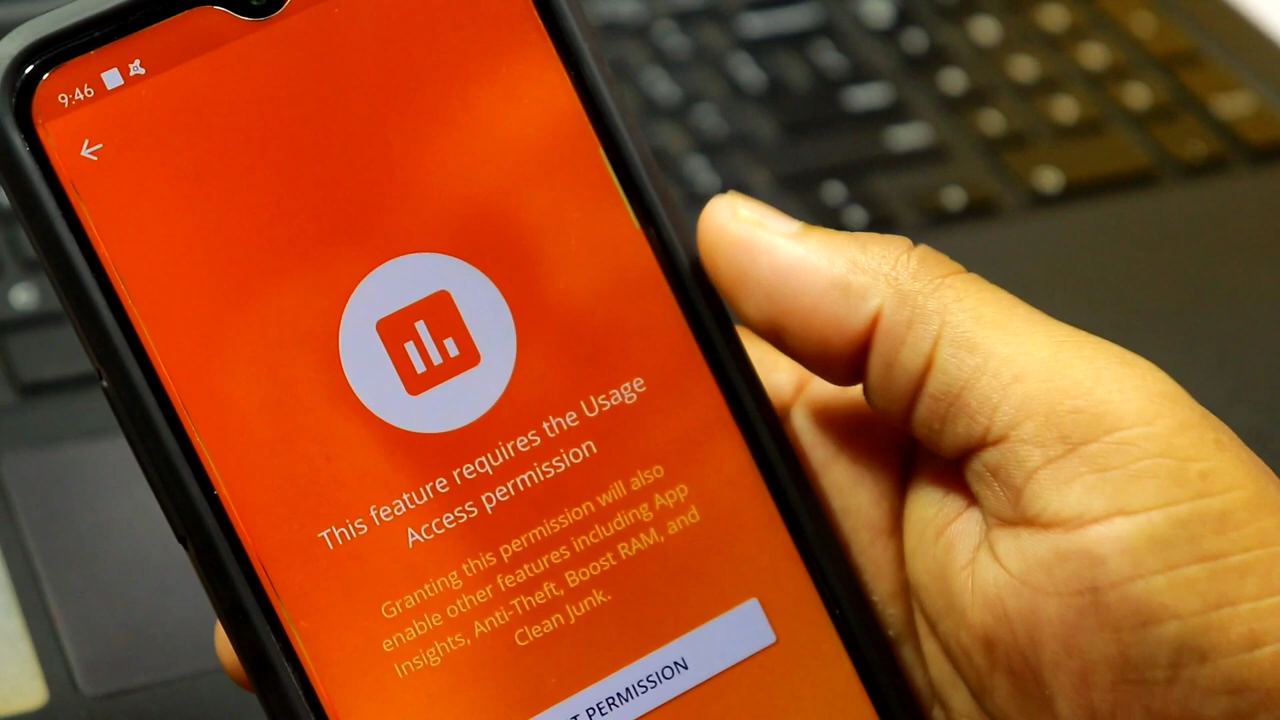 9:46
This feature requires the Usage
Access permission
Granting this permission will also
enable other features including App
Insights, Anti-Theft, Boost RAM, and
Clean Junk.
PERMISSION